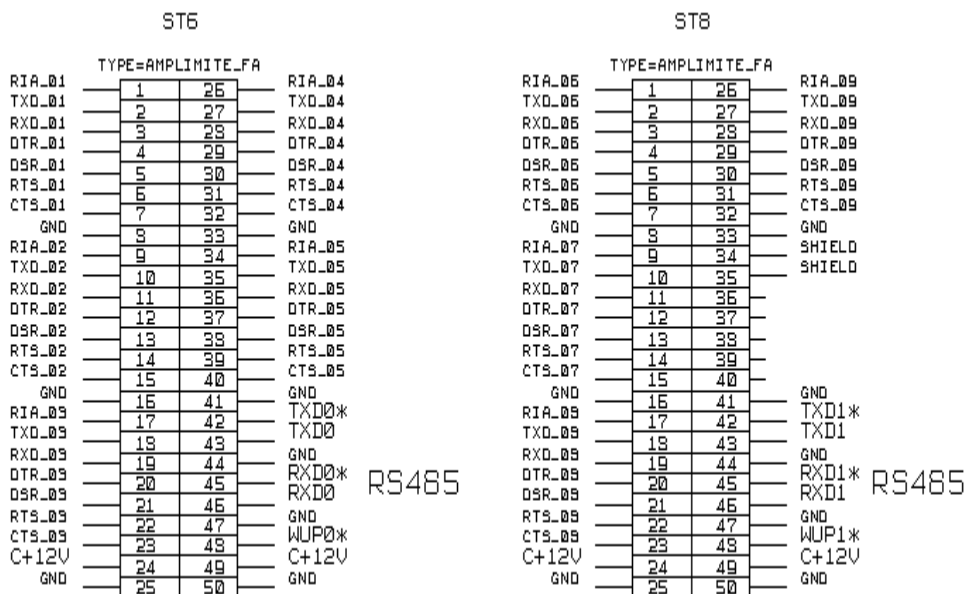 ST6
TYPE=AMPLIMITE_FA
RIA_01 1 26 RIA_04
TXD_01 2 27 TXD_04
RXD_01 3 28 RXD_04
DTR_01 4 29 DTR_04
DSR_01 5 30 DSR_04
RTS_01 6 31 RTS_04
CTS_01 7 32 CTS_04
GND 8 33 GND
RIA_02 9 34 RIA_05
TXD_02 10 35 TXD_05
RXD_02 11 36 RXD_05
DTR_02 12 37 DTR_05
DSR_02 13 38 DSR_05
RTS_02 14 39 RTS_05
CTS_02 15 40 CTS_05
GND 16 41 GND
RIA_03 17 42 TXD0*
TXD_03 18 43 TXD0
RXD_03 19 44 GND
DTR_03 20 45 RXD0*
DSR_03 21 46 RXD0
RTS_03 22 47 GND
CTS_03 23 48 WUP0*
C+12V 24 49 C+12V
GND 25 50 GND
RS485
ST8
TYPE=AMPLIMITE_FA
RIA_06 1 26 RIA_09
TXD_06 2 27 TXD_09
RXD_06 3 28 RXD_09
DTR_06 4 29 DTR_09
DSR_06 5 30 DSR_09
RTS_06 6 31 RTS_09
CTS_06 7 32 CTS_09
GND 8 33 GND
RIA_07 9 34 SHIELD
TXD_07 10 35 SHIELD
RXD_07 11 36
DTR_07 12 37
DSR_07 13 38
RTS_07 14 39
CTS_07 15 40
GND 16 41 GND
RIA_08 17 42 TXD1*
TXD_08 18 43 TXD1
RXD_08 19 44 GND
DTR_08 20 45 RXD1*
DSR_08 21 46 RXD1
RTS_08 22 47 GND
CTS_08 23 48 WUP1*
C+12V 24 49 C+12V
GND 25 50 GND
RS485